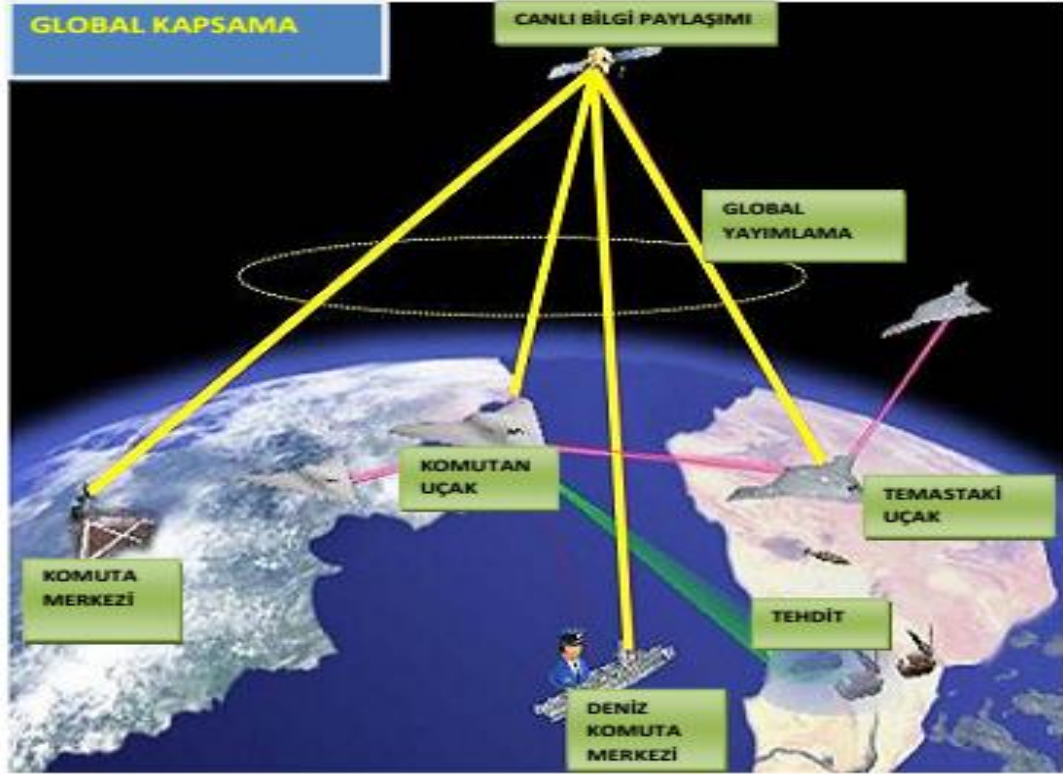 GLOBAL KAPSAMA
CANLI BİLGİ PAYLAŞIMI
GLOBAL
YAYIMLAMA
KOMUTAN
UÇAK
TEMASTAKİ
UÇAK
KOMUTA
MERKEZİ
TEHDİT
DENİZ
KOMUTA
MERKEZİ